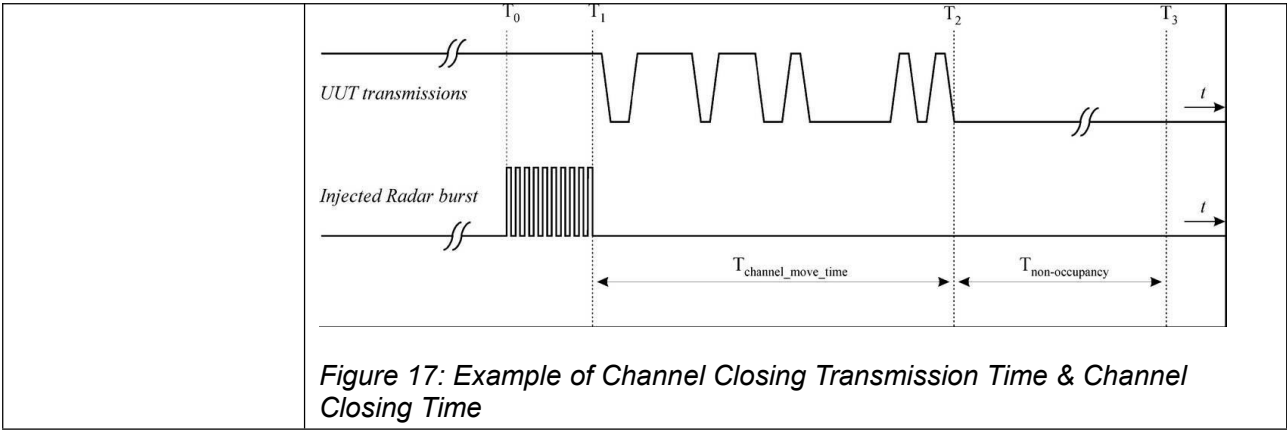 T0 T1 T2 T3
UUT transmissions
t
Injected Radar burst
t
Tchannel_move_time Tnon-occupancy
Figure 17: Example of Channel Closing Transmission Time & Channel
Closing Time